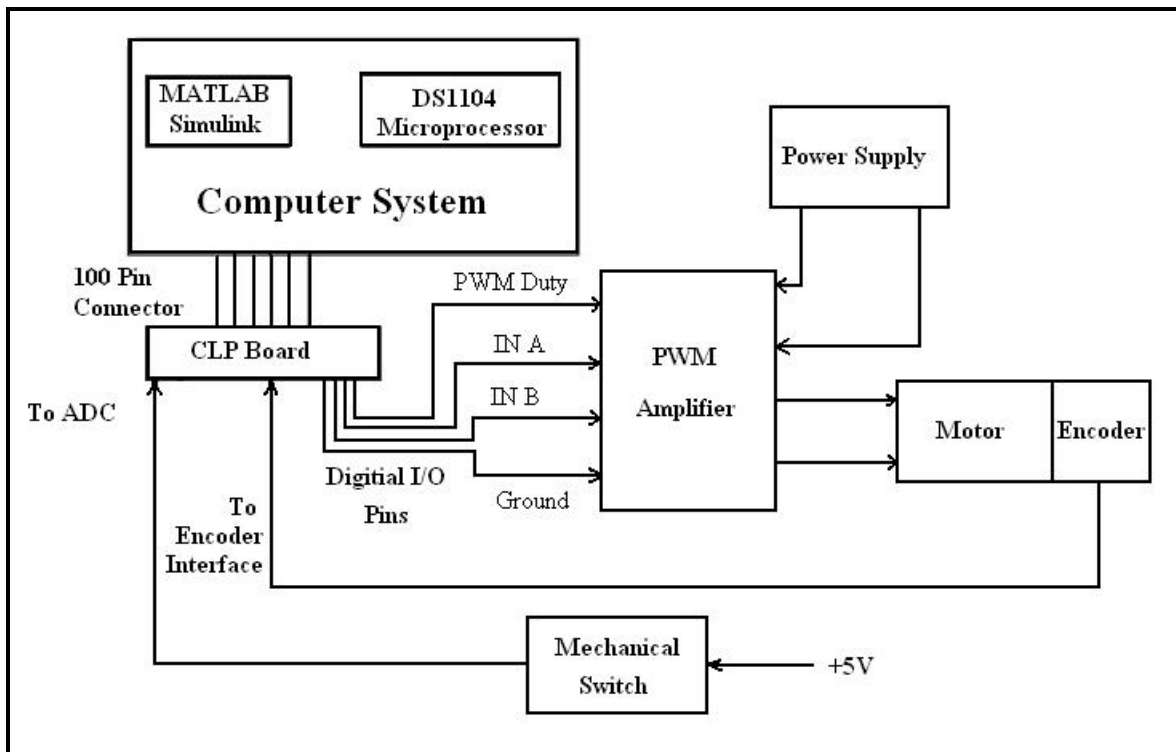 MATLAB
Simulink
DS1104
Microprocessor
Computer System
Power Supply
100 Pin
Connector
CLP Board
PWM Duty
IN A
IN B
Ground
PWM
Amplifier
Motor
Encoder
To ADC
Digitial I/O
Pins
To
Encoder
Interface
Mechanical
Switch
+5V